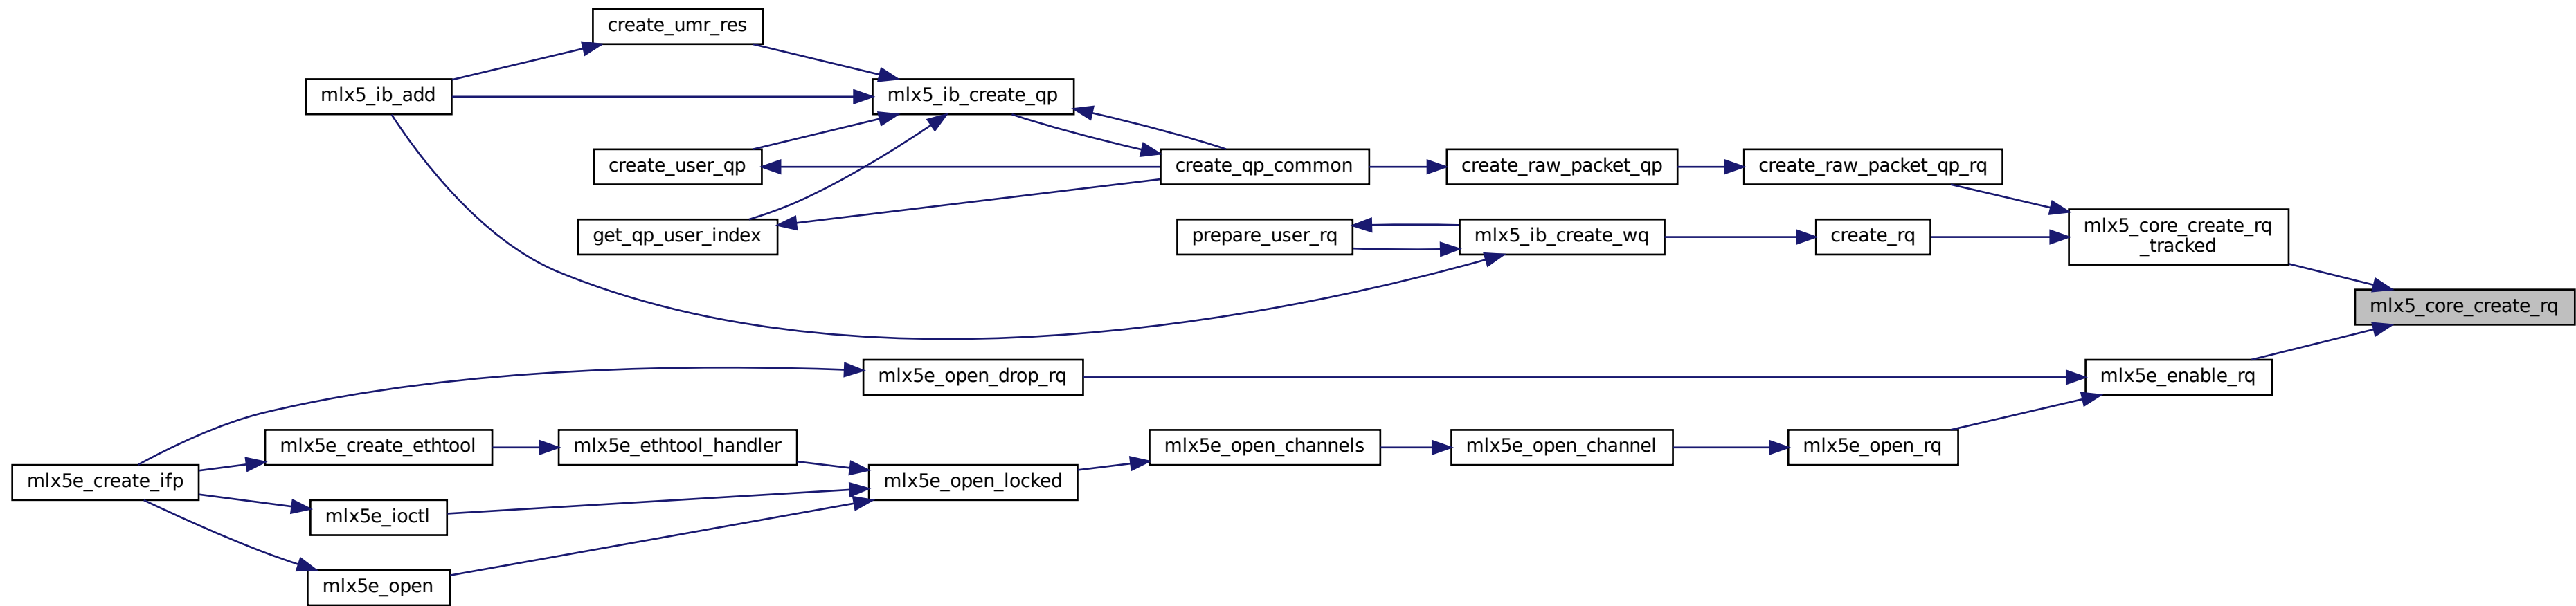 create_umr_res
mlx5_ib_add
mlx5_ib_create_qp
create_user_qp
create_qp_common
create_raw_packet_qp
create_raw_packet_qp_rq
get_qp_user_index
prepare_user_rq
mlx5_ib_create_wq
create_rq
mlx5_core_create_rq
_tracked
mlx5_core_create_rq
mlx5e_open_drop_rq
mlx5e_enable_rq
mlx5e_create_ethtool
mlx5e_ethtool_handler
mlx5e_open_channels
mlx5e_open_channel
mlx5e_open_rq
mlx5e_create_ifp
mlx5e_open_locked
mlx5e_ioctl
mlx5e_open